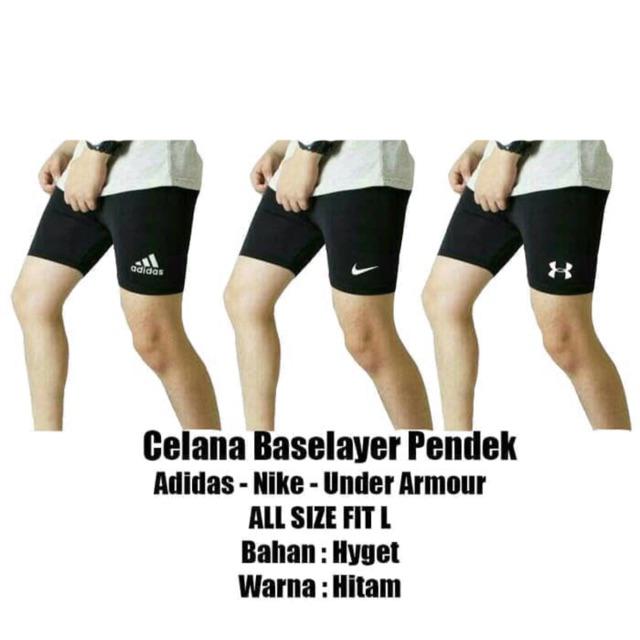 adidas
Celana Baselayer Pendek
Adidas - Nike - Under Armour
ALL SIZE FIT L
Bahan : Hyget
Warna : Hitam